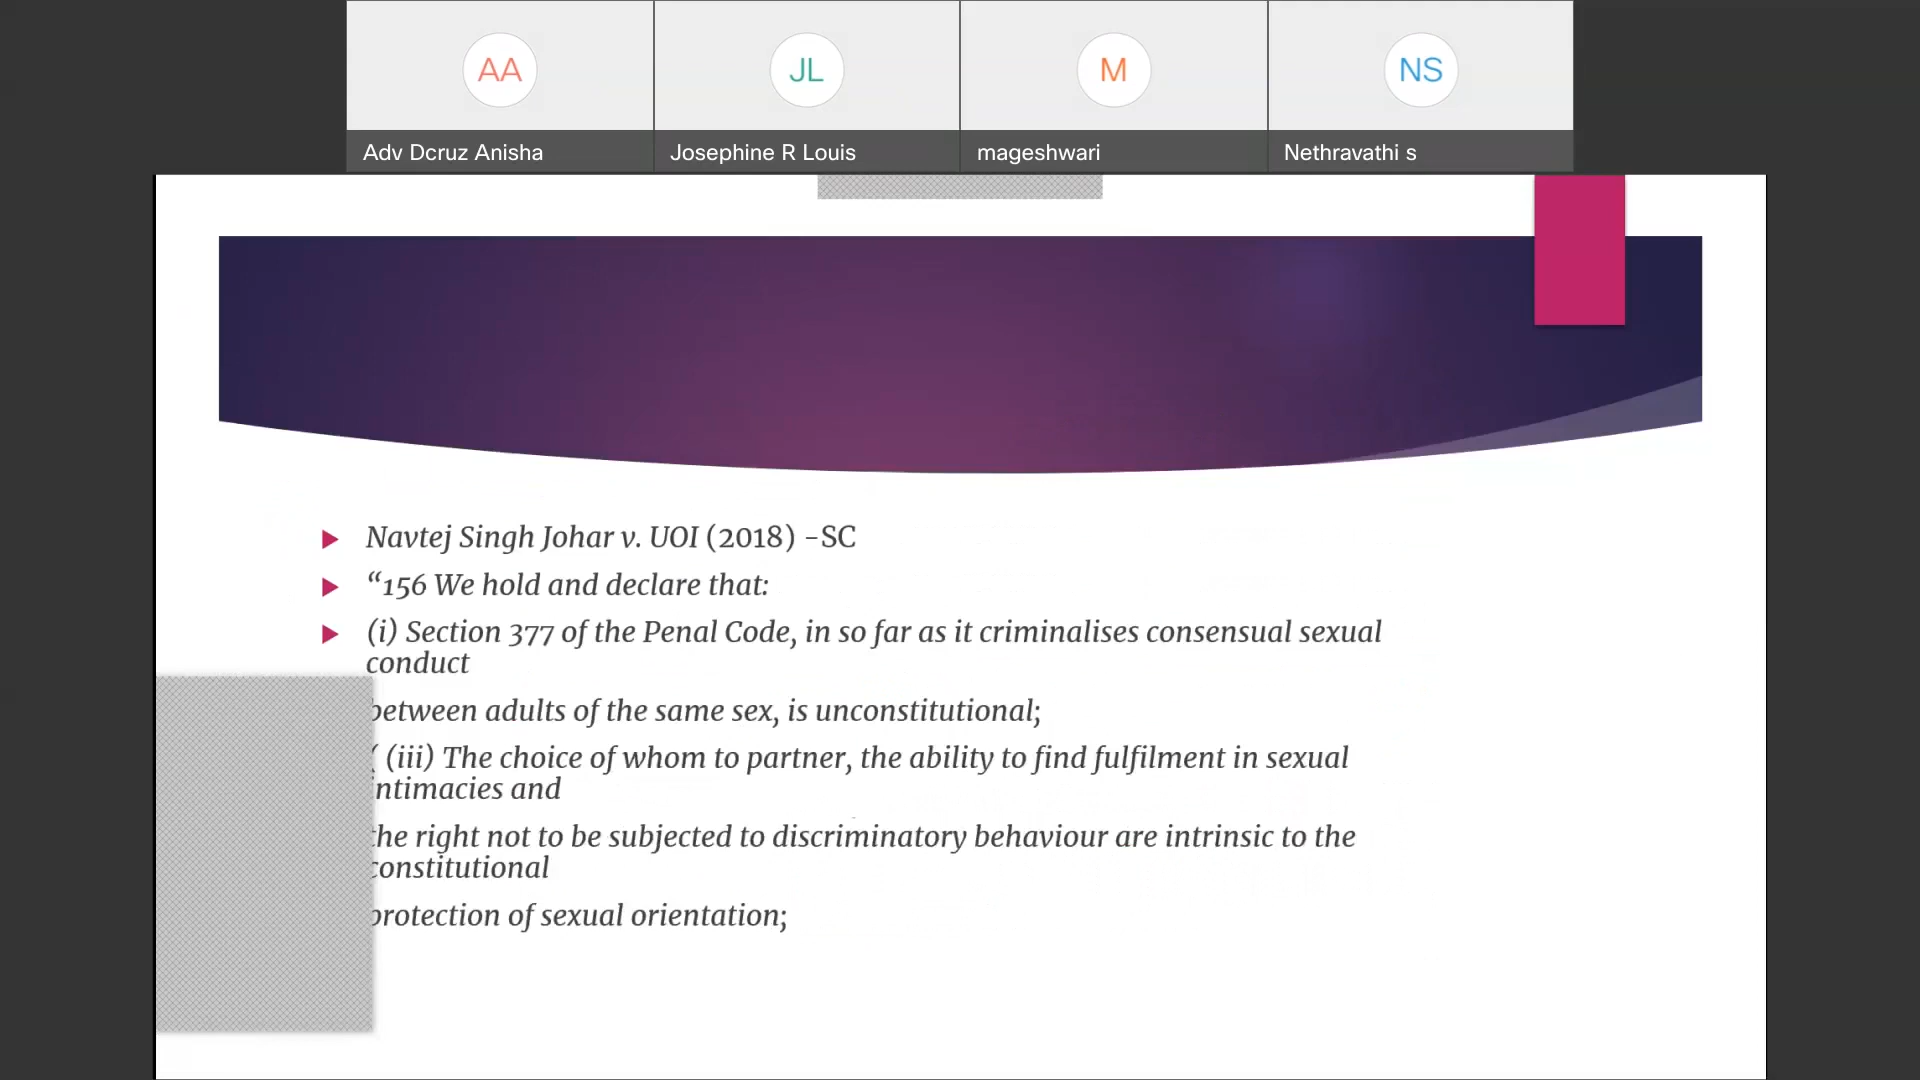 AA
JL
M
NS
Adv Dcruz Anisha
Josephine R Louis
mageshwari
Nethravathi s
Navtej Singh Johar v. UOI (2018) -SC
“156 We hold and declare that:
(i) Section 377 of the Penal Code, in so far as it criminalises consensual sexual
conduct
between adults of the same sex, is unconstitutional;
( (iii) The choice of whom to partner, the ability to find fulfilment in sexual
intimacies and
the right not to be subjected to discriminatory behaviour are intrinsic to the
constitutional
protection of sexual orientation;